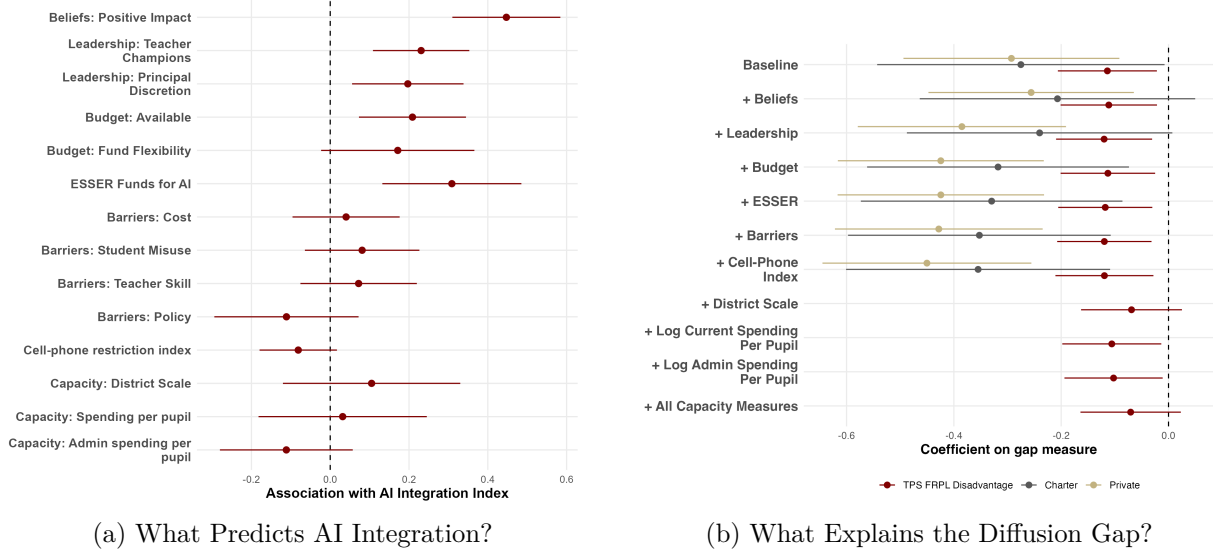 Beliefs: Positive Impact
Leadership: Teacher
Champions
Leadership: Principal
Discretion
Budget: Available
Budget: Fund Flexibility
ESSER Funds for AI
Barriers: Cost
Barriers: Student Misuse
Barriers: Teacher Skill
Barriers: Policy
Cell-phone restriction index
Capacity: District Scale
Capacity: Spending per pupil
Capacity: Admin spending per
pupil
-0.2 0.0 0.2 0.4 0.6
Association with AI Integration Index
(a) What Predicts AI Integration?
Baseline
+ Beliefs
+ Leadership
+ Budget
+ ESSER
+ Barriers
+ Cell-Phone
Index
+ District Scale
+ Log Current Spending
Per Pupil
+ Log Admin Spending
Per Pupil
+ All Capacity Measures
-0.6 -0.4 -0.2 0.0
Coefficient on gap measure
TPS FRPL Disadvantage Charter Private
(b) What Explains the Diffusion Gap?